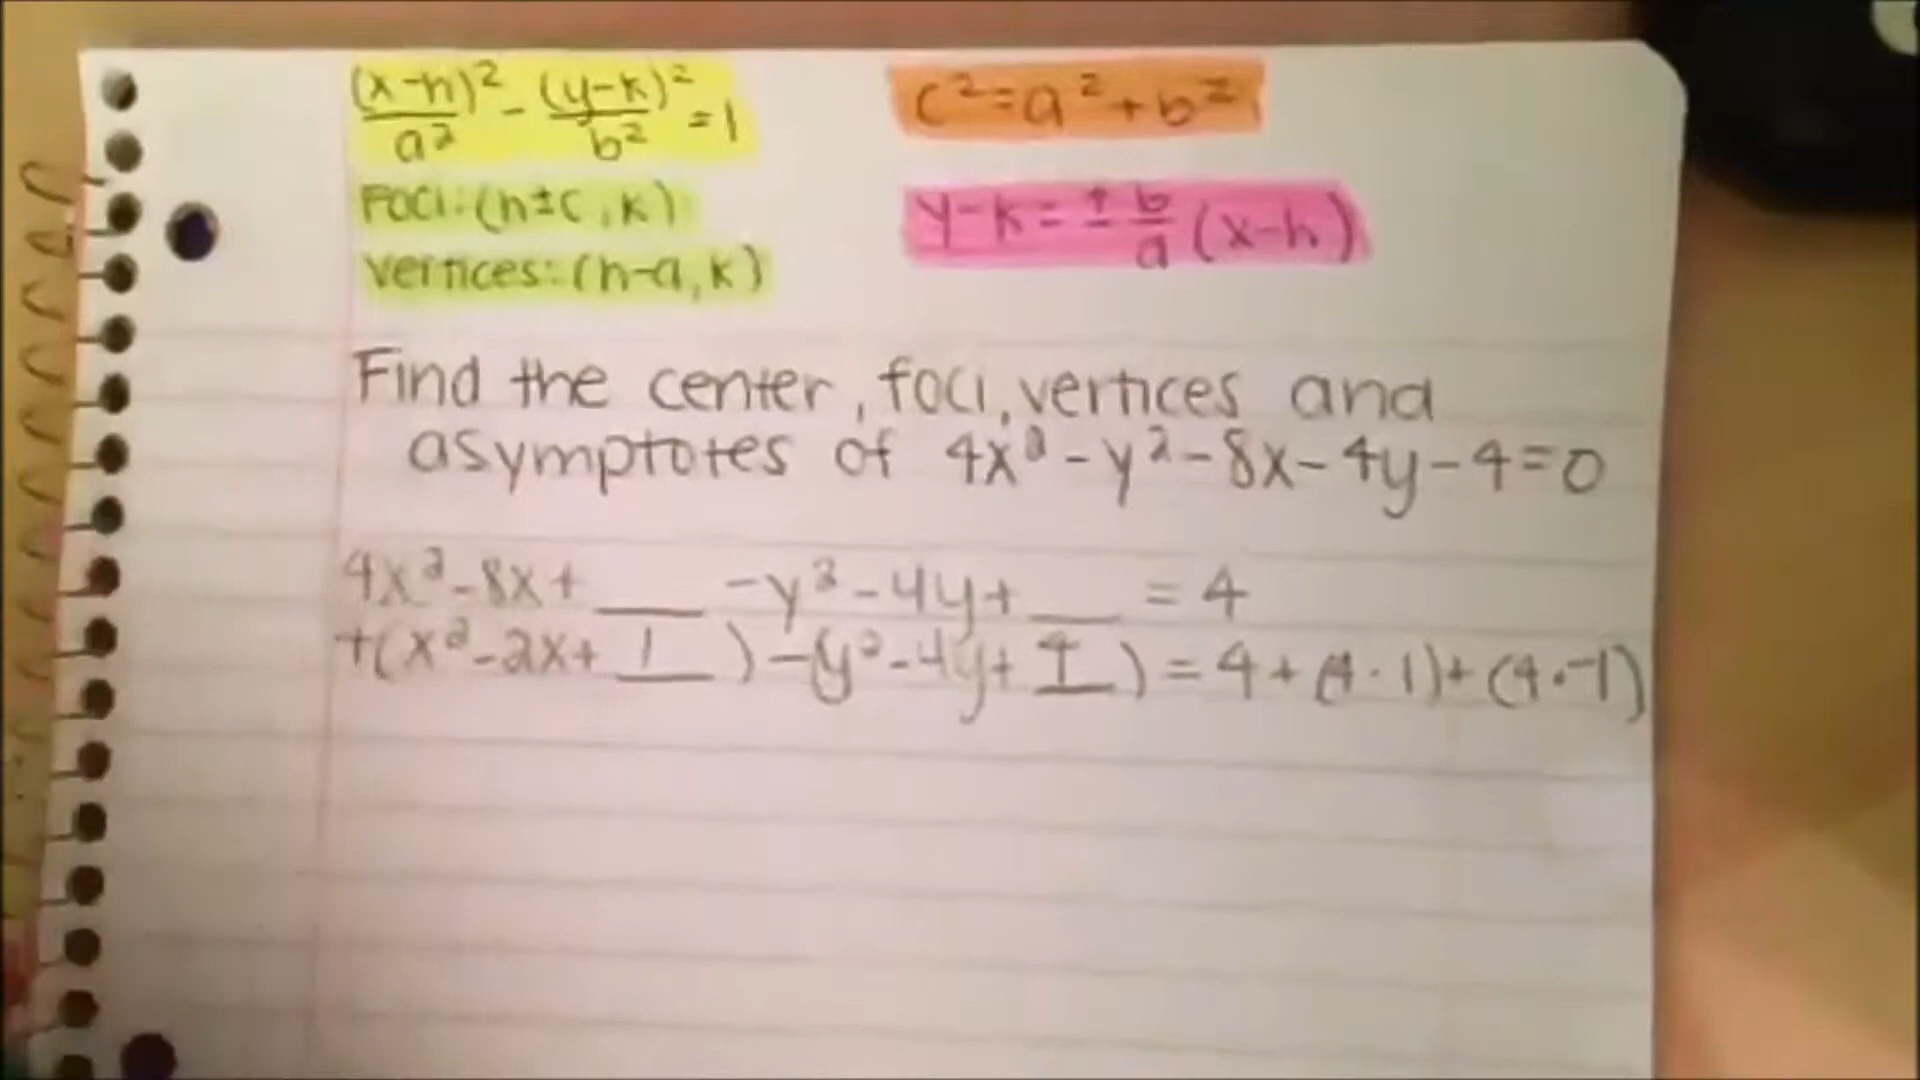 (x-h)²/a² - (y-k)²/b² = 1
c²=a²+b²
Foci: (h±c, k)
y-k= ± b/a (x-h)
vertices: (h-a, k)
Find the center, foci, vertices and
asymptotes of 4x²-y²-8x-4y-4=0
4x²-8x+ ___ -y²-4y+ ___ = 4
+(x²-2x+ 1 ) -(y²-4y+ 4 ) = 4+(4·1)+(4·-1)